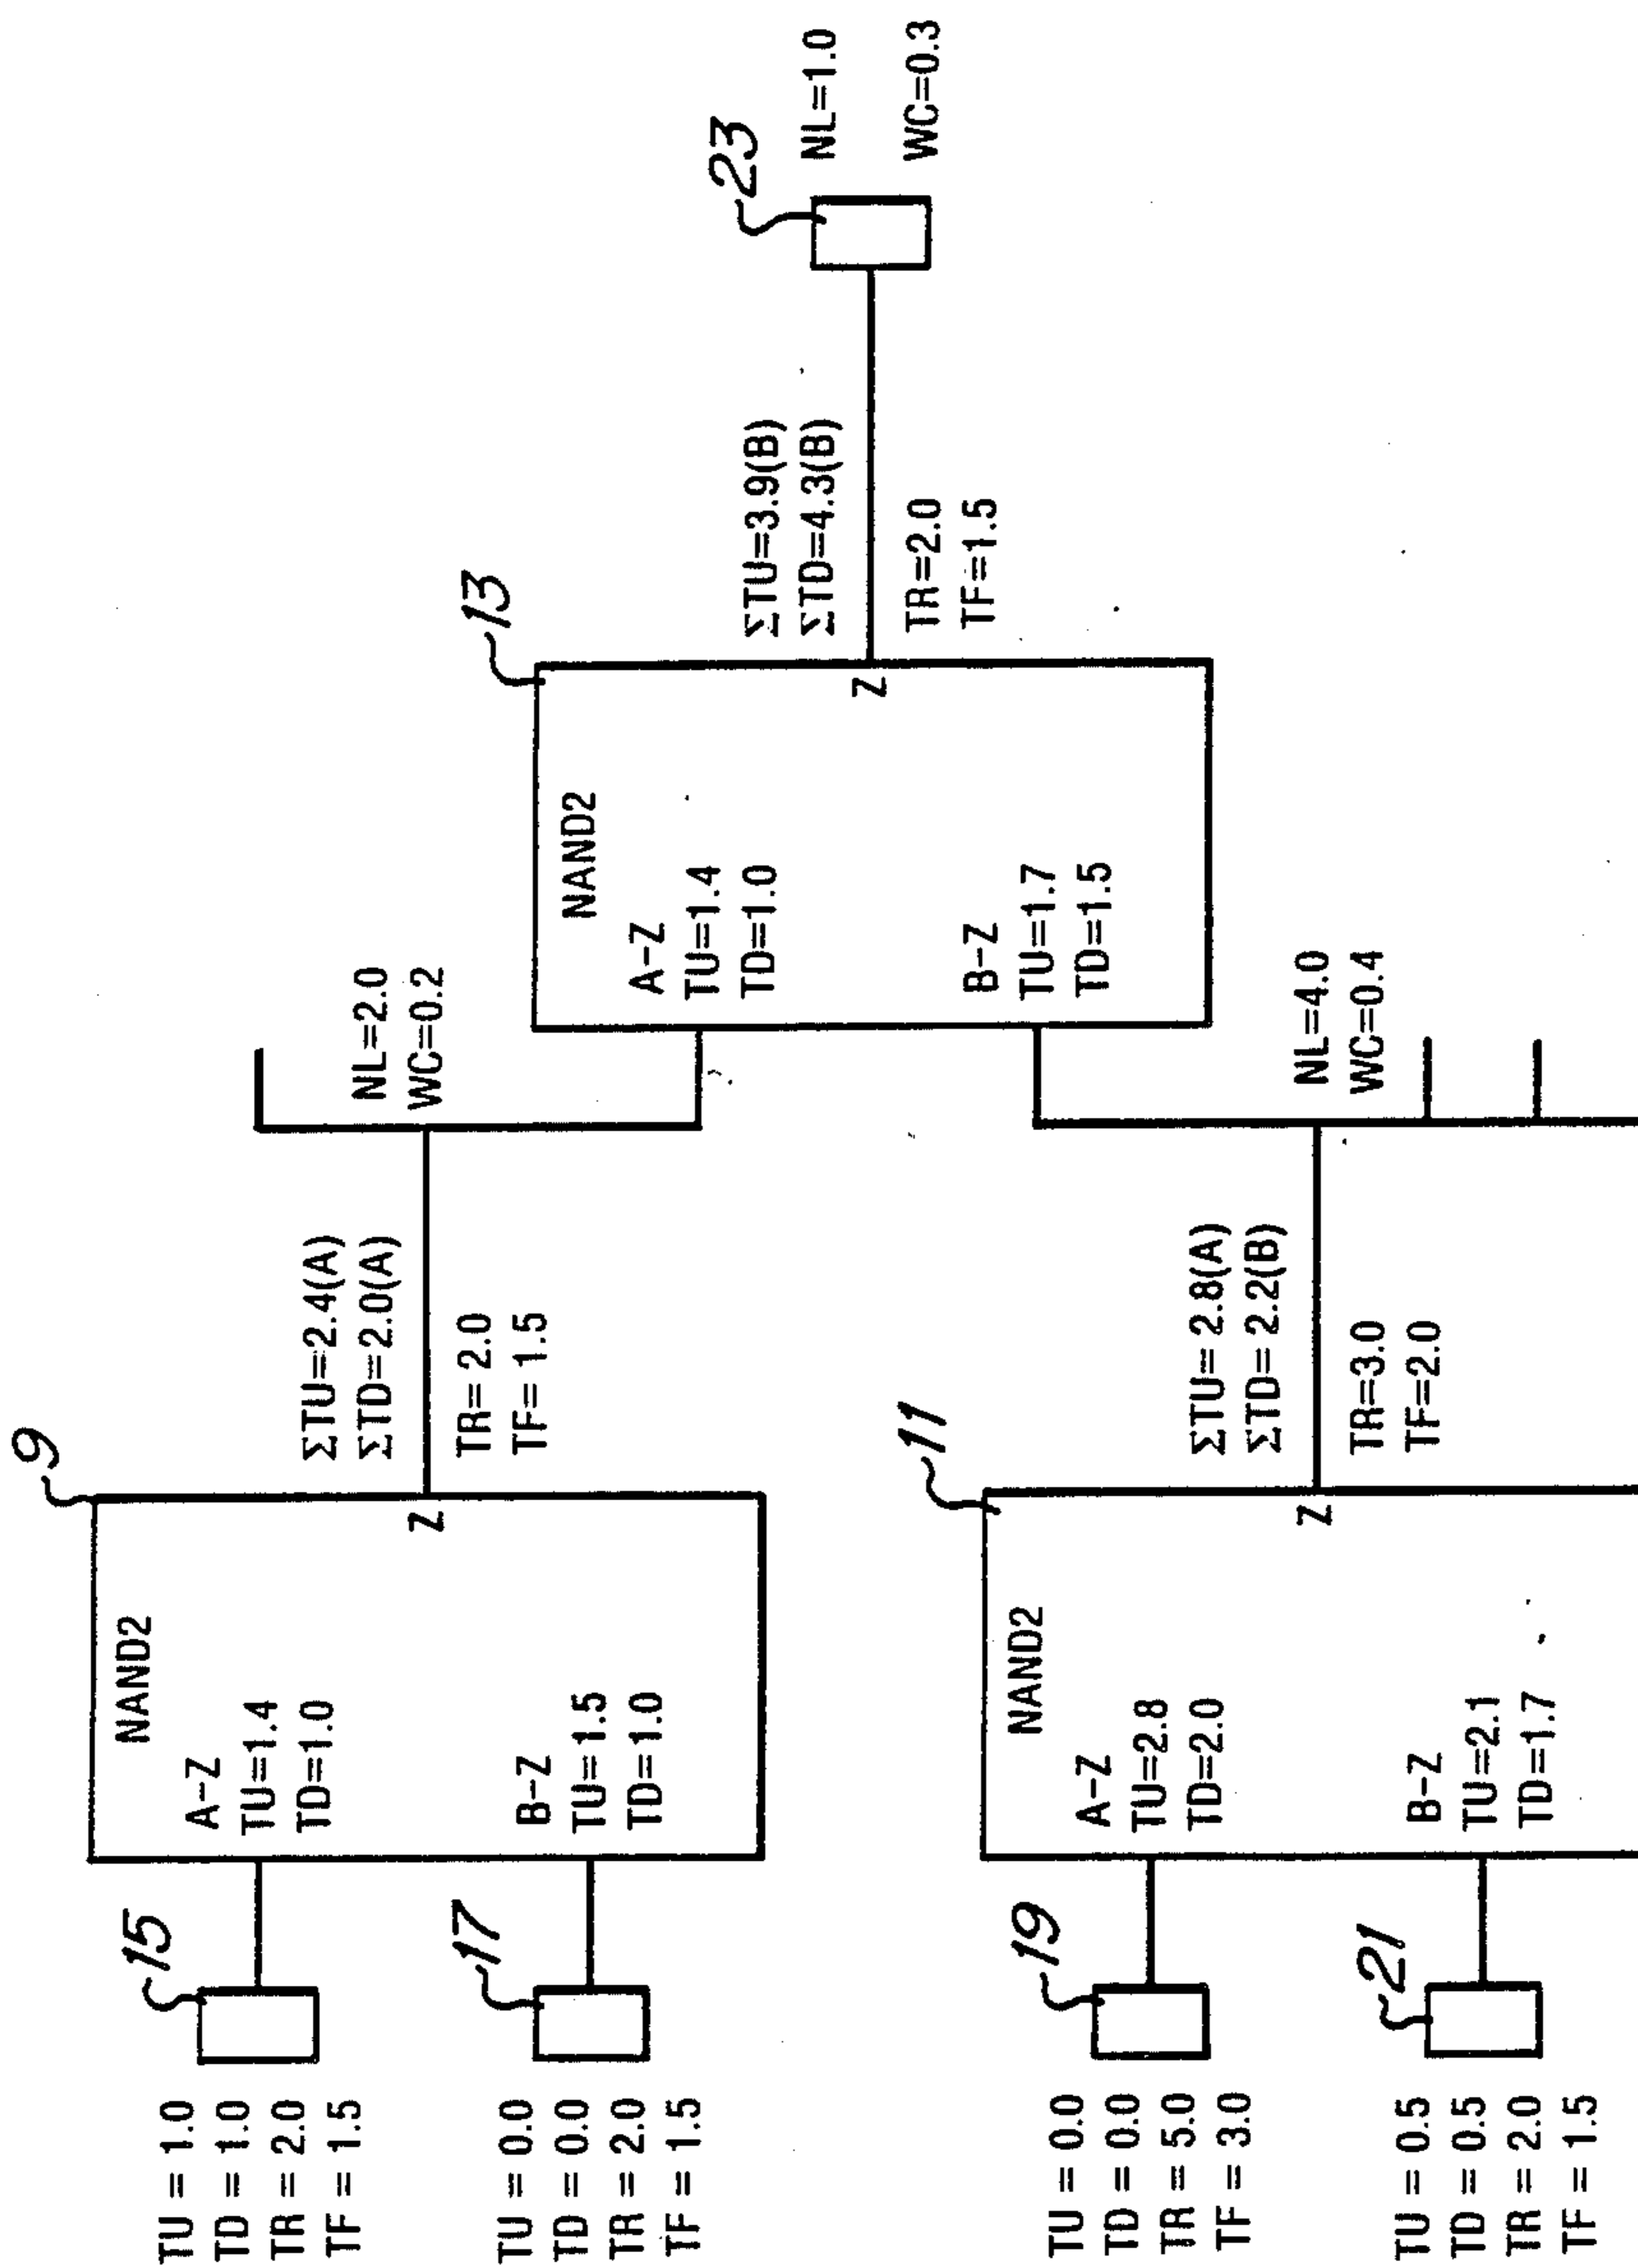 9
NAND2
A-Z
TU=1.4
TD=1.0
B-Z
TU=1.5
TD=1.0
Z
15
TU = 1.0
TD = 1.0
TR = 2.0
TF = 1.5
17
TU = 0.0
TD = 0.0
TR = 2.0
TF = 1.5
ΣTU=2.4(A)
ΣTD=2.0(A)
TR= 2.0
TF= 1.5
NL=2.0
WC=0.2
11
NAND2
A-Z
TU=2.8
TD=2.0
B-Z
TU=2.1
TD=1.7
Z
19
TU = 0.0
TD = 0.0
TR = 5.0
TF = 3.0
21
TU = 0.5
TD = 0.5
TR = 2.0
TF = 1.5
ΣTU= 2.8(A)
ΣTD= 2.2(B)
TR=3.0
TF=2.0
NL=4.0
WC=0.4
13
NAND2
A-Z
TU=1.4
TD=1.0
B-Z
TU=1.7
TD=1.5
Z
ΣTU=3.9(B)
ΣTD=4.3(B)
TR=2.0
TF=1.5
23
NL=1.0
WC=0.3